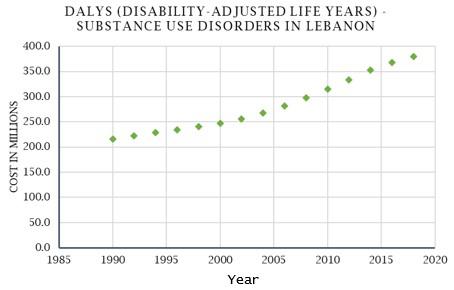 DALYS (DISABILITY-ADJUSTED LIFE YEARS) -
SUBSTANCE USE DISORDERS IN LEBANON
COST IN MILLIONS
400.0
350.0
300.0
250.0
200.0
150.0
100.0
50.0
0.0
1985 1990 1995 2000 2005 2010 2015 2020
Year